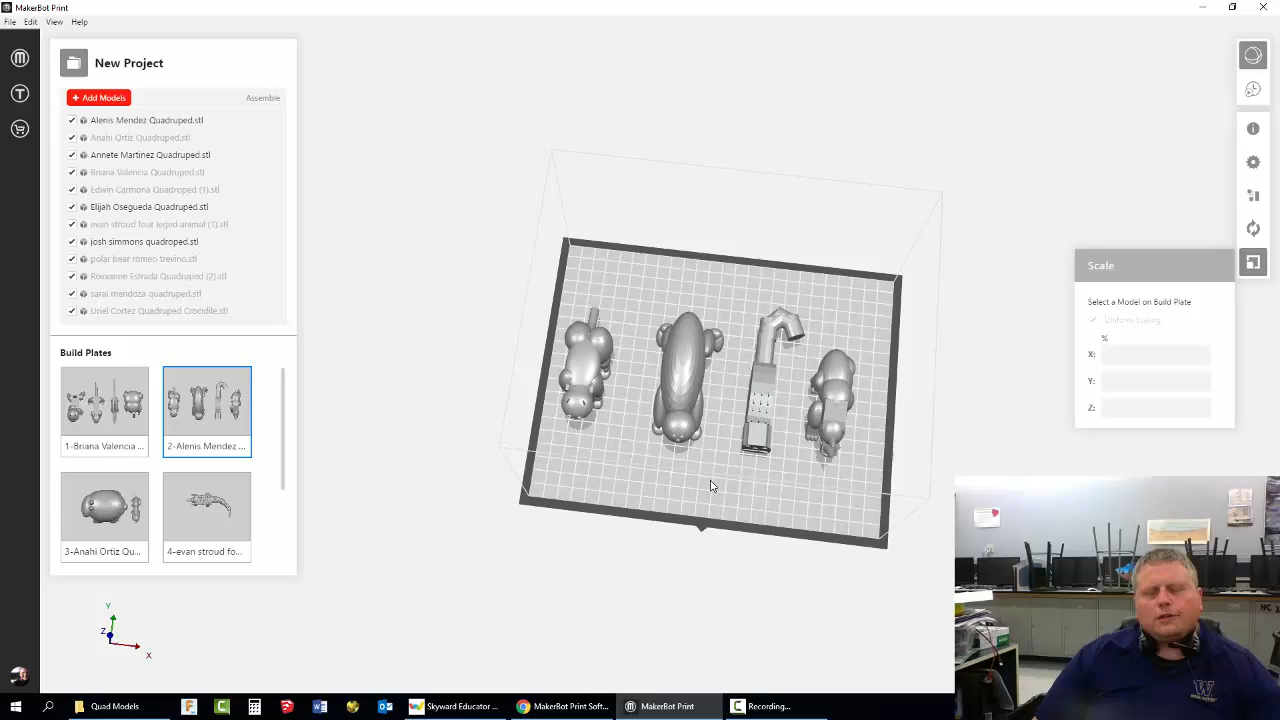 MakerBot Print
File Edit View Help
New Project
+ Add Models Assemble
Alenis Mendez Quadruped.stl
Anahi Ortiz Quadruped.stl
Annete Martinez Quadruped.stl
Briana Valencia Quadruped.stl
Edwin Carmona Quadroped (1).stl
Elijah Osegueda Quadruped.stl
evan stroud four leged animal (1).stl
josh simmons quadroped.stl
polar bear romeo trevino.stl
Roxxanne Estrada Quadruped (2).stl
sarai mendoza quadruped.stl
Uriel Cortez Quadruped Crocidile.stl
Build Plates
1-Briana Valencia ...
2-Alenis Mendez ...
3-Anahi Ortiz Qu...
4-evan stroud fo...
Y
Z
X
Scale
Select a Model on Build Plate
Uniform Scaling
%
X:
Y:
Z:
W
Quad Models
Skyward Educator ...
MakerBot Print Soft...
MakerBot Print
Recording...